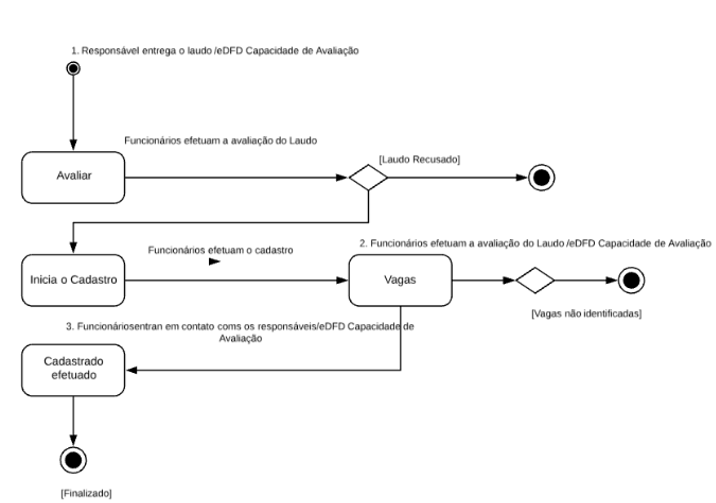 1. Responsável entrega o laudo /eDFD Capacidade de Avaliação
Funcionários efetuam a avaliação do Laudo
[Laudo Recusado]
Avaliar
2. Funcionários efetuam a avaliação do Laudo /eDFD Capacidade de Avaliação
Funcionários efetuam o cadastro
Inicia o Cadastro
Vagas
[Vagas não identificadas]
3. Funcionáriosentran em contato coms os responsáveis/eDFD Capacidade de
Avaliação
Cadastrado
efetuado
[Finalizado]